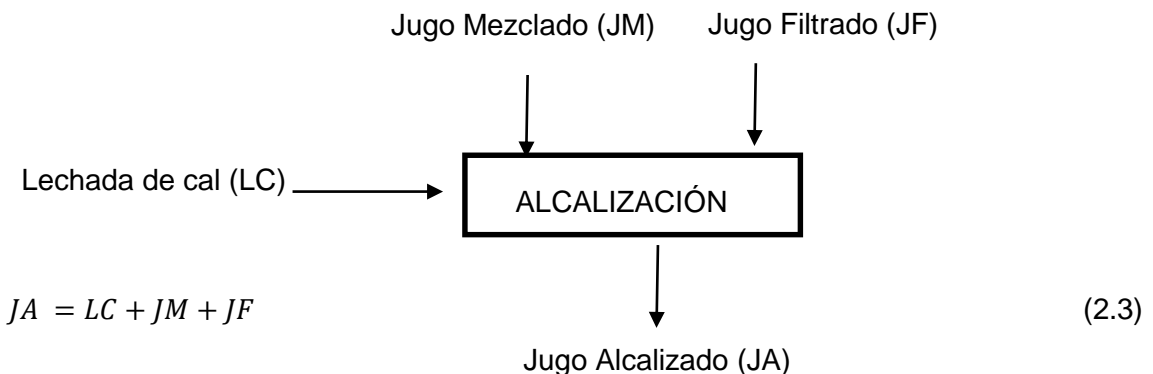 Jugo Mezclado (JM) Jugo Filtrado (JF)
Lechada de cal (LC)
ALCALIZACIÓN
𝐽𝐴 = 𝐿𝐶 + 𝐽𝑀 + 𝐽𝐹 (2.3)
Jugo Alcalizado (JA)